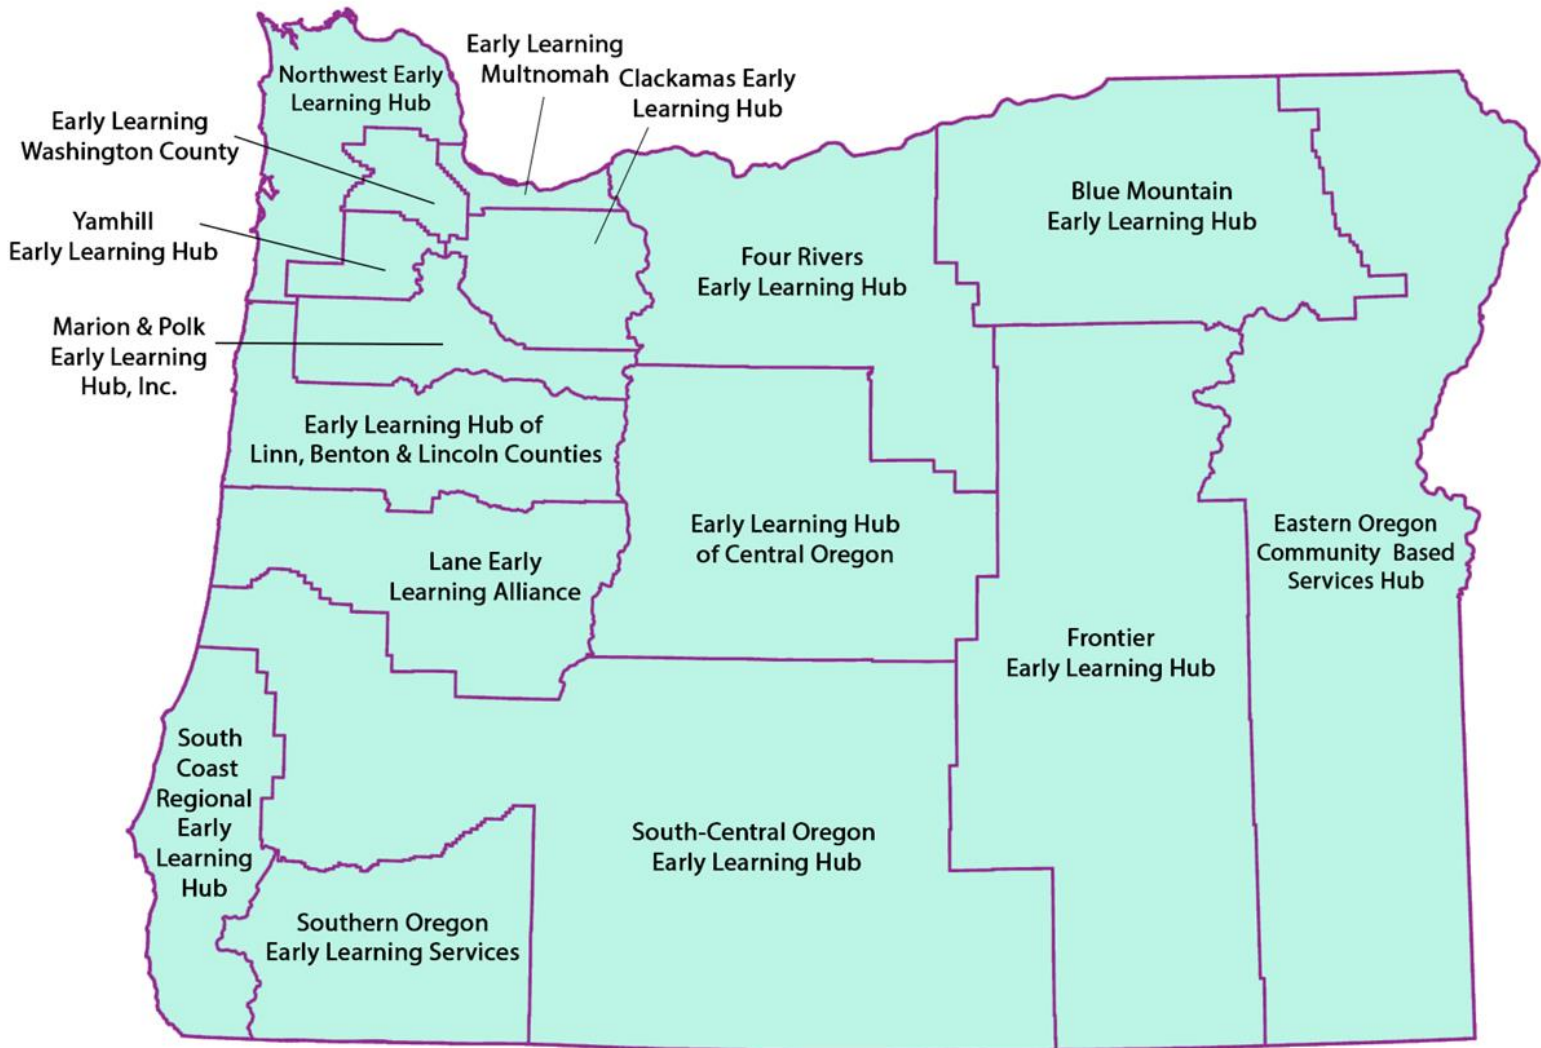 Early Learning
Multnomah
Clackamas Early
Learning Hub
Northwest Early
Learning Hub
Early Learning
Washington County
Yamhill
Early Learning Hub
Marion & Polk
Early Learning
Hub, Inc.
Blue Mountain
Early Learning Hub
Four Rivers
Early Learning Hub
Early Learning Hub of
Linn, Benton & Lincoln Counties
Early Learning Hub
of Central Oregon
Eastern Oregon
Community Based
Services Hub
Lane Early
Learning Alliance
Frontier
Early Learning Hub
South
Coast
Regional
Early
Learning
Hub
South-Central Oregon
Early Learning Hub
Southern Oregon
Early Learning Services